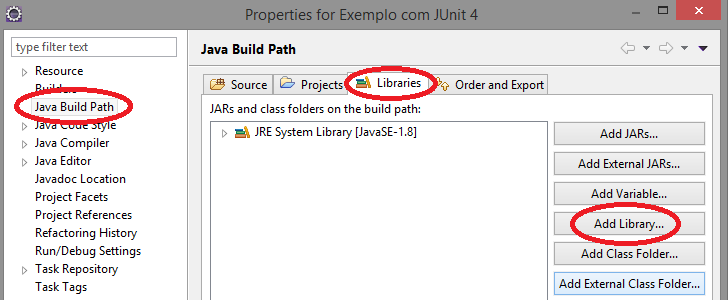 Properties for Exemplo com JUnit 4
type filter text
Resource
Builders
Java Build Path
Java Code Style
Java Compiler
Java Editor
Javadoc Location
Project Facets
Project References
Refactoring History
Run/Debug Settings
Task Repository
Task Tags
Java Build Path
Source Projects Libraries Order and Export
JARs and class folders on the build path:
JRE System Library [JavaSE-1.8]
Add JARs...
Add External JARs...
Add Variable...
Add Library...
Add Class Folder...
Add External Class Folder...